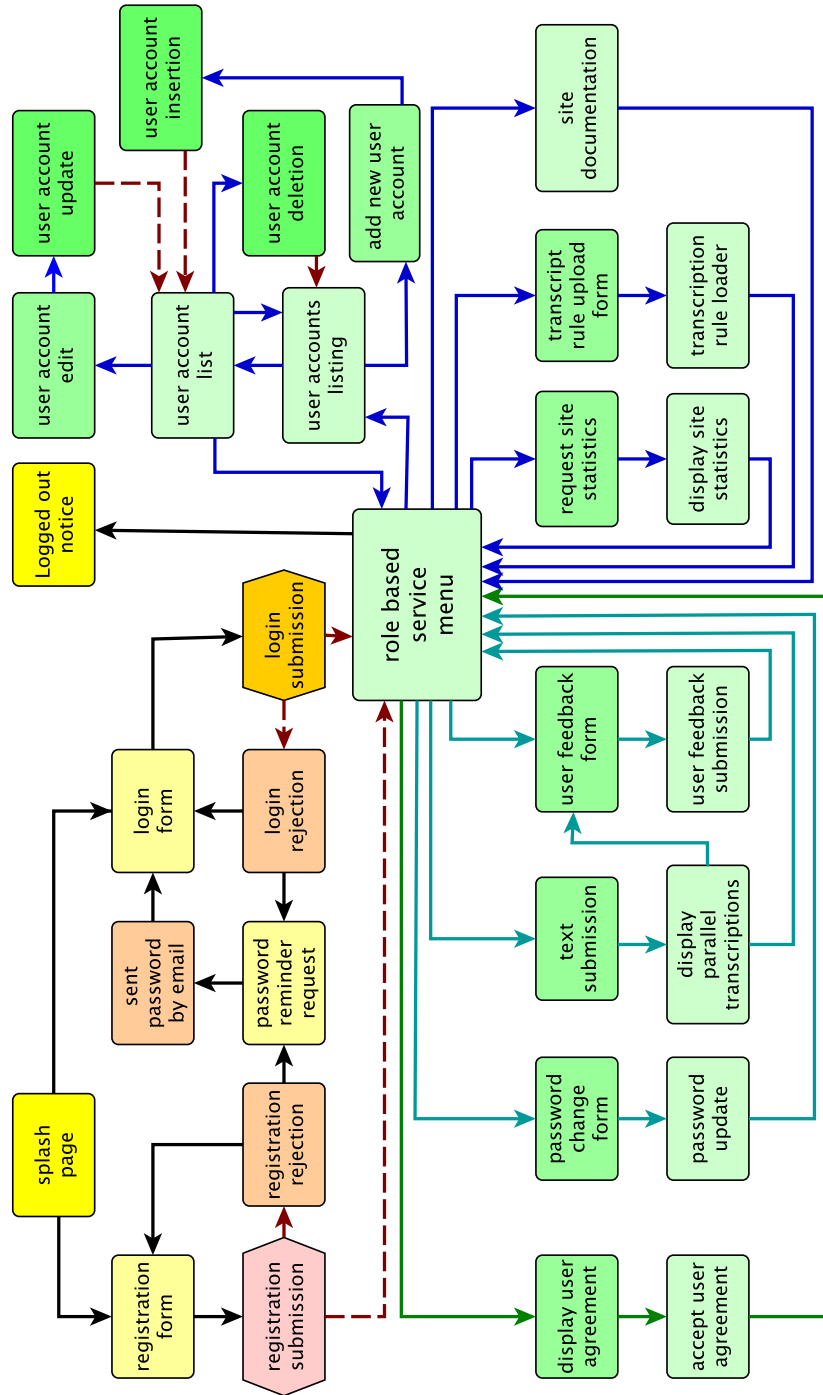 splash
page
Logged out
notice
user account
edit
user account
update
registration
form
sent
password
by email
login
form
user account
list
user account
insertion
registration
submission
registration
rejection
password
reminder
request
login
rejection
login
submission
user accounts
listing
user account
deletion
add new user
account
role based
service
menu
display user
agreement
password
change
form
text
submission
user feedback
form
request site
statistics
transcript
rule upload
form
site
documentation
accept user
agreement
password
update
display
parallel
transcriptions
user feedback
submission
display site
statistics
transcription
rule loader